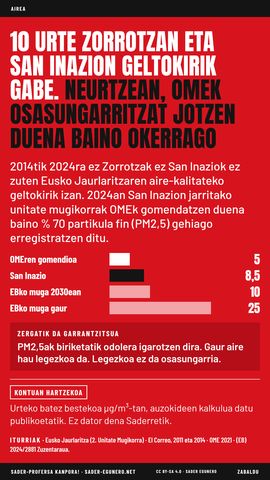 AIREA
10 URTE ZORROTZAN ETA
SAN INAZION GELTOKIRIK
GABE. NEURTZEAN, OMEK
OSASUNGARRITZAT JOTZEN
DUENA BAINO OKERRAGO
2014tik 2024ra ez Zorrotzak ez San Inaziok ez
zuten Eusko Jaurlaritzaren aire-kalitateko
geltokirik izan. 2024an San Inazion jarritako
unitate mugikorrak OMEk gomendatzen duena
baino % 70 partikula fin (PM2,5) gehiago
erregistratzen ditu.
OMEren gomendioa 5
San Inazio 8,5
EBko muga 2030ean 10
EBko muga gaur 25
ZERGATIK DA GARRANTZITSUA
PM2,5ak biriketatik odolera igarotzen dira. Gaur aire
hau legezkoa da. Legezkoa ez da osasungarria.
KONTUAN HARTZEKOA
Urteko batez bestekoa µg/m³-tan, auzokideen kalkulua datu
publikoetatik. Ez dator dena Saderretik.
ITURRIAK · Eusko Jaurlaritza (2. Unitate Mugikorra) · El Correo, 2011 eta 2014 · OME 2021 · (EB)
2024/2881 Zuzentaraua.
SADER-PROFERSA KANPORA! · SADER-EGUNERO.NET
CC BY-SA 4.0 · SADER EGUNERO
ZABALDU